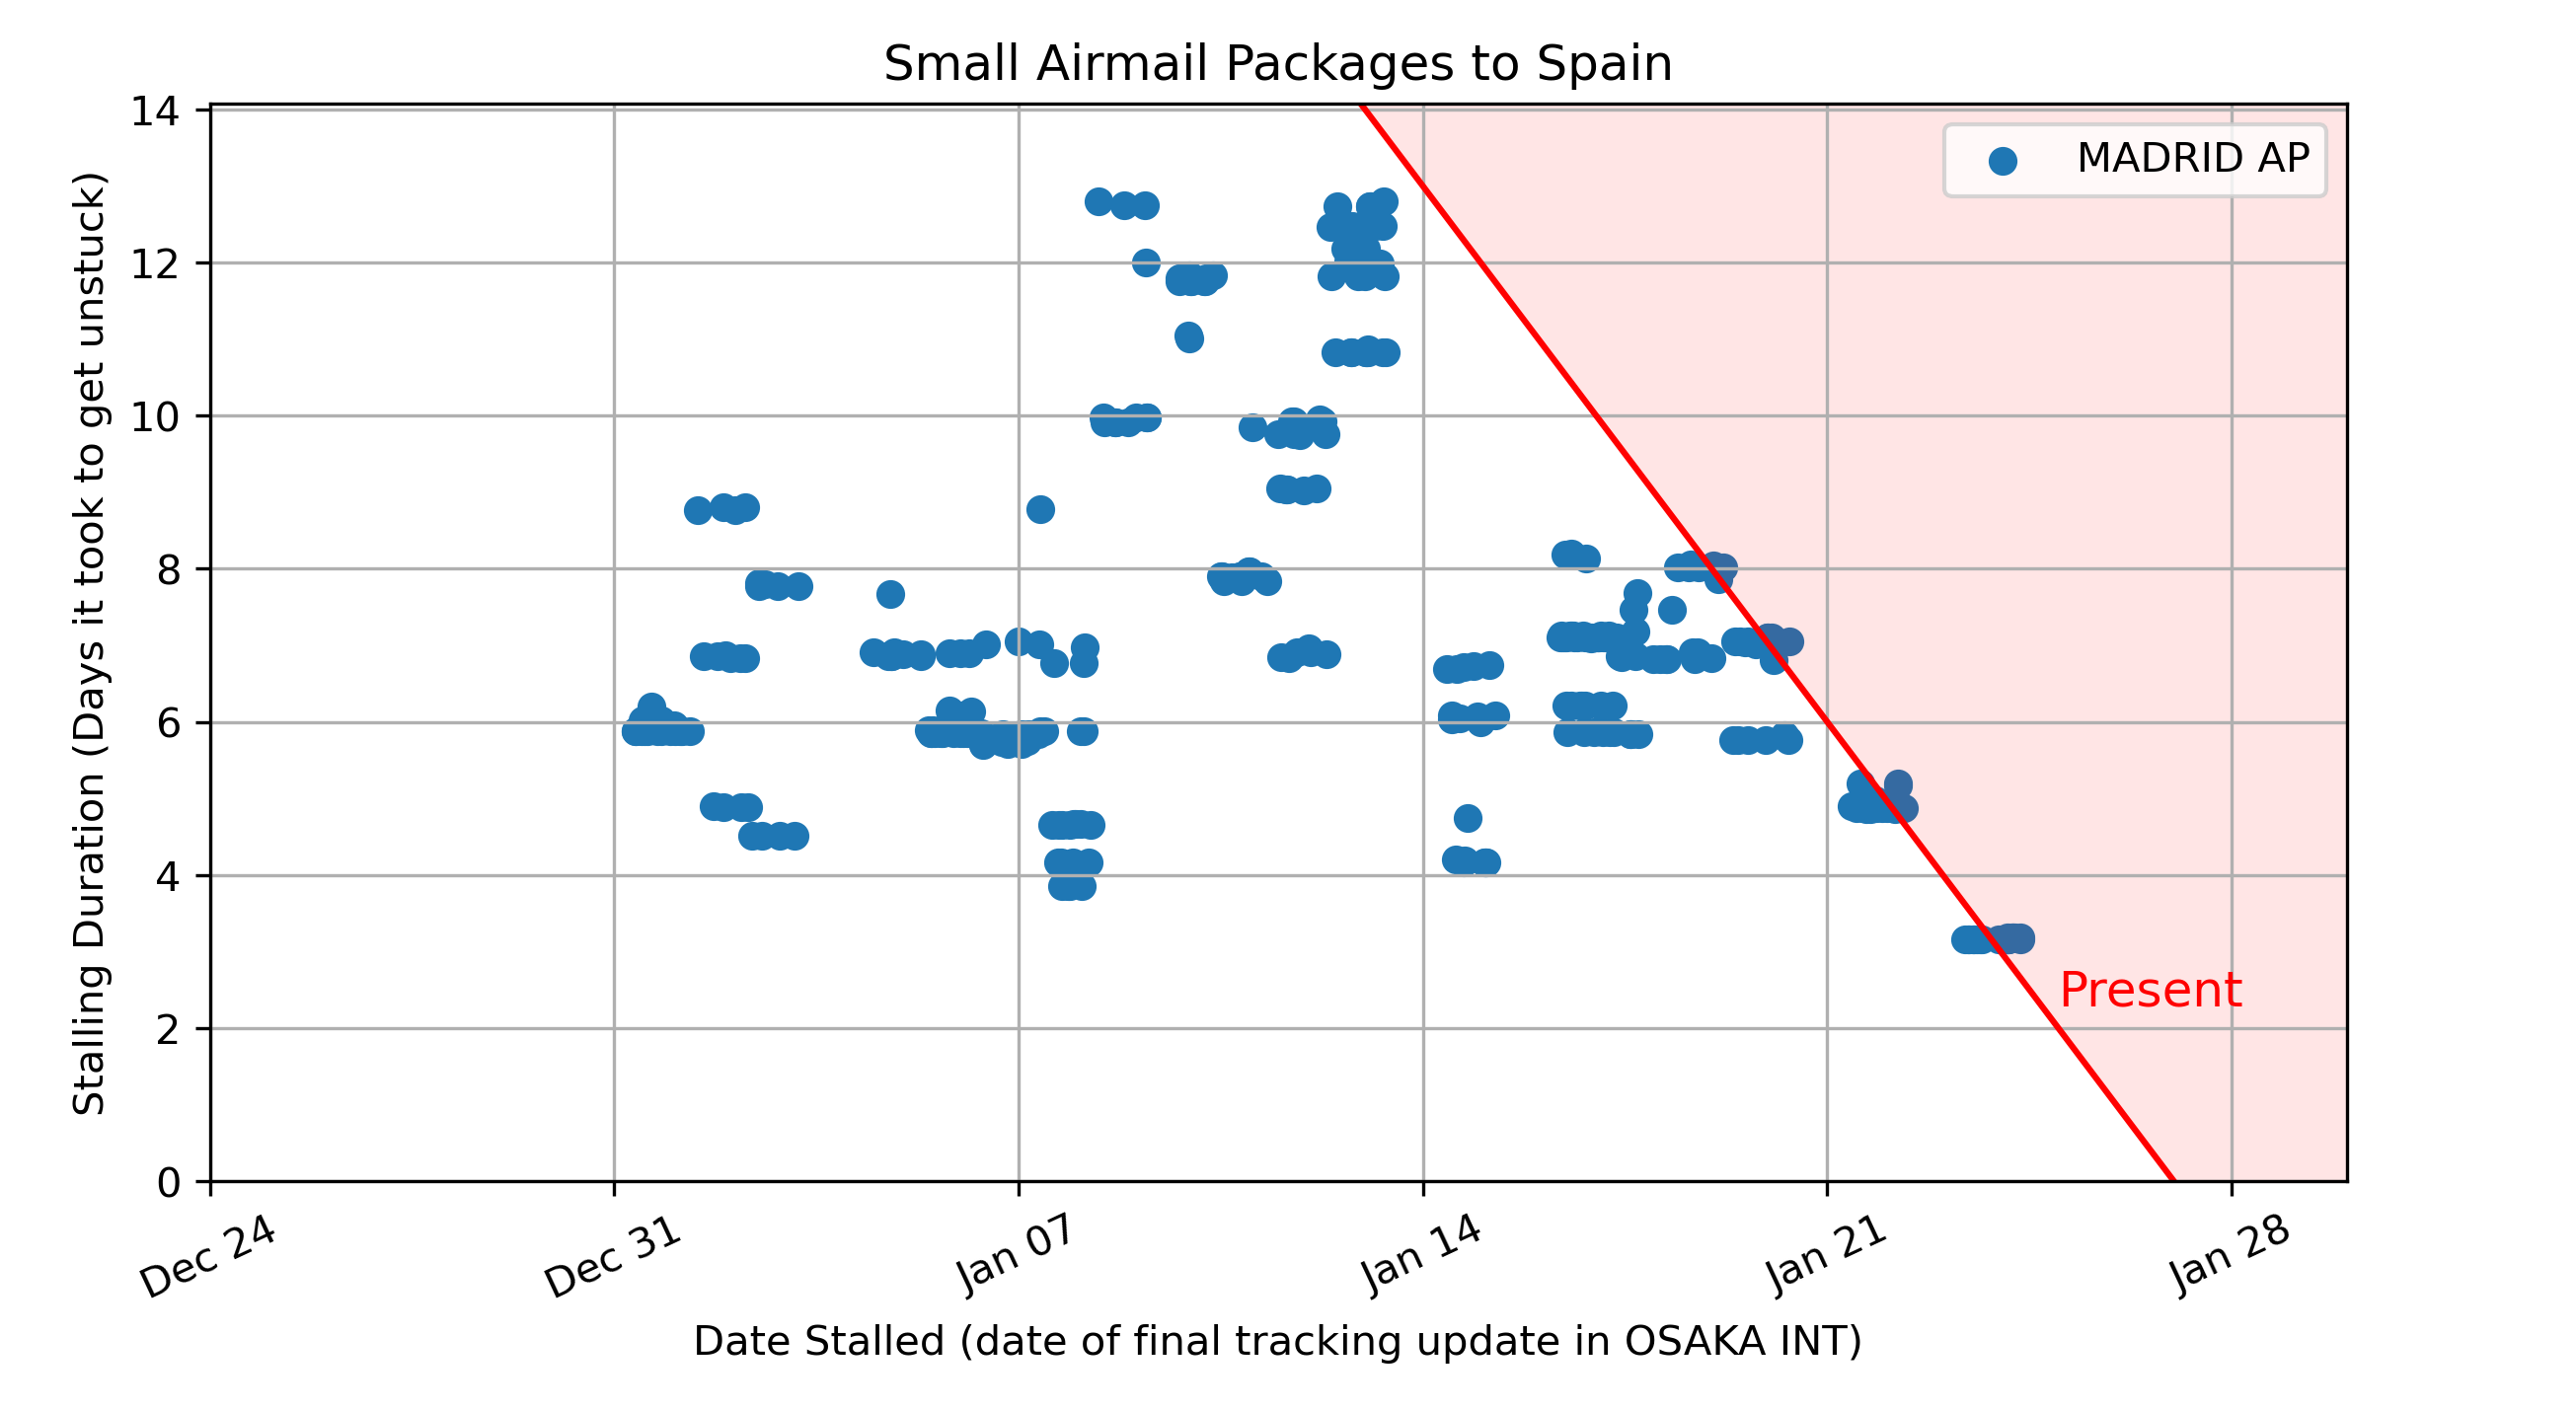 Small Airmail Packages to Spain
Stalling Duration (Days it took to get unstuck)
14
12
10
8
6
4
2
0
MADRID AP
Present
Dec 24
Dec 31
Jan 07
Jan 14
Jan 21
Jan 28
Date Stalled (date of final tracking update in OSAKA INT)